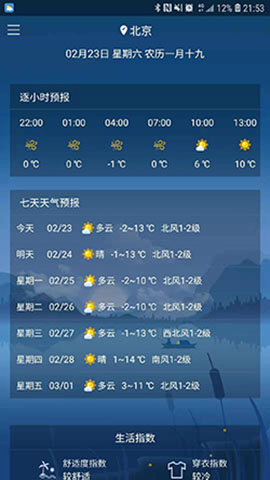 12% 21:53
北京
02月23日 星期六 农历一月十九
逐小时预报
22:00 01:00 04:00 07:00 10:00 13:00
0 ℃ 0 ℃ -1 ℃ 0 ℃ 6 ℃ 10 ℃
七天天气预报
今天 02/23 多云 -2~13 ℃ 北风1-2级
明天 02/24 晴 -1~13 ℃ 北风1-2级
星期一 02/25 多云 -2~10 ℃ 北风1-2级
星期二 02/26 多云 -2~10 ℃ 北风1-2级
星期三 02/27 多云 -1~13 ℃ 西北风1-2级
星期四 02/28 晴 1~14 ℃ 南风1-2级
星期五 03/01 多云 3~11 ℃ 北风1-2级
生活指数
舒适度指数 穿衣指数
较舒适 较冷